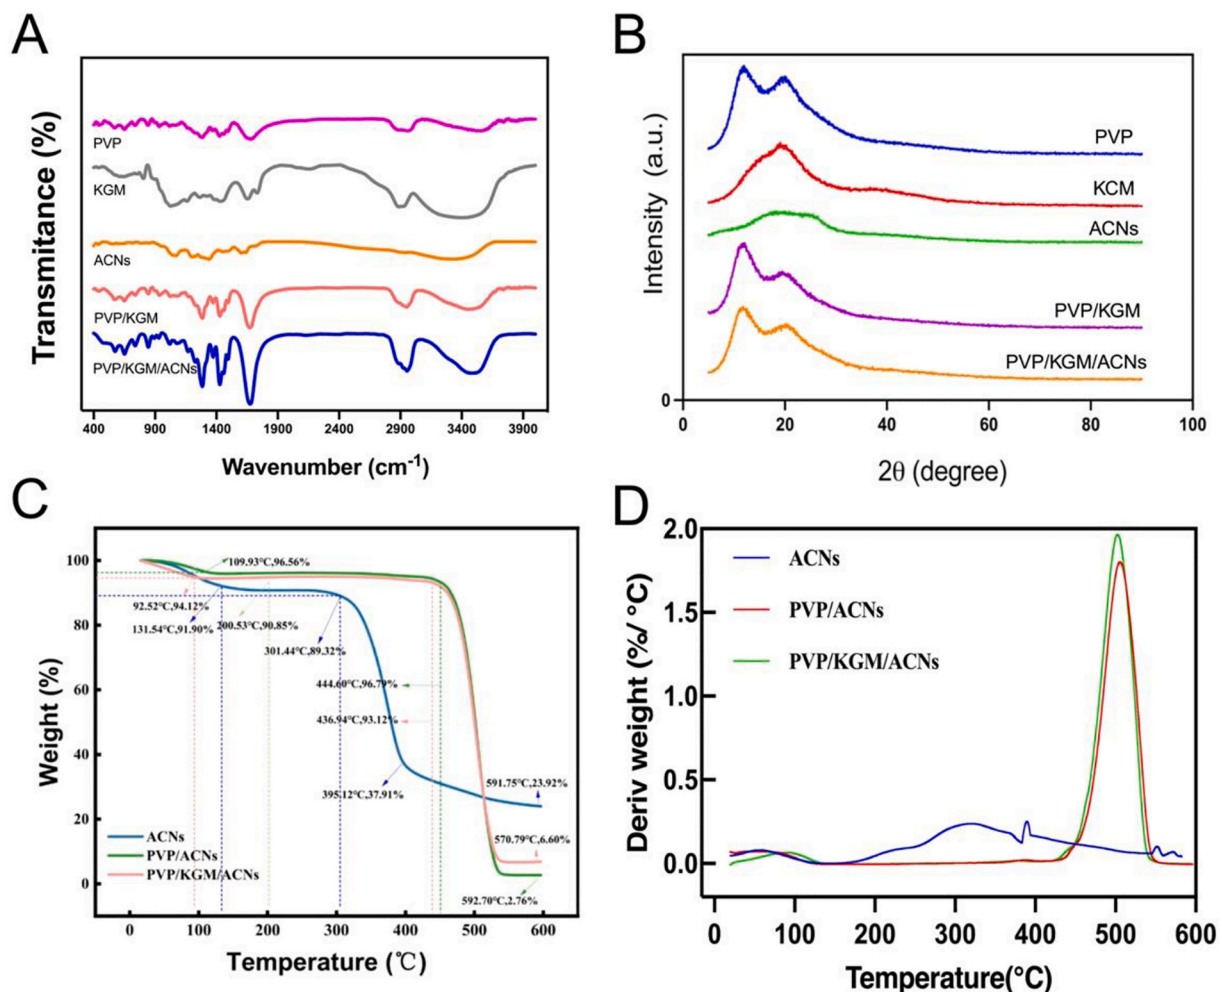 A
Transmitance (%)
PVP
KGM
ACNs
PVP/KGM
PVP/KGM/ACNs
400 900 1400 1900 2400 2900 3400 3900
Wavenumber (cm-1)
B
Intensity (a.u.)
PVP
KCM
ACNs
PVP/KGM
PVP/KGM/ACNs
0
0 20 40 60 80 100
2θ (degree)
C
Weight (%)
100
80
60
40
20
0
109.93℃,96.56%
92.52℃,94.12%
131.54℃,91.90%
200.53℃,90.85%
301.44℃,89.32%
444.60℃,96.79%
436.94℃,93.12%
395.12℃,37.91%
591.75℃,23.92%
570.79℃,6.60%
592.70℃,2.76%
ACNs
PVP/ACNs
PVP/KGM/ACNs
0 100 200 300 400 500 600
Temperature (℃)
D
Deriv weight (%/ °C)
2.0
1.5
1.0
0.5
0.0
ACNs
PVP/ACNs
PVP/KGM/ACNs
0 100 200 300 400 500 600
Temperature(°C)